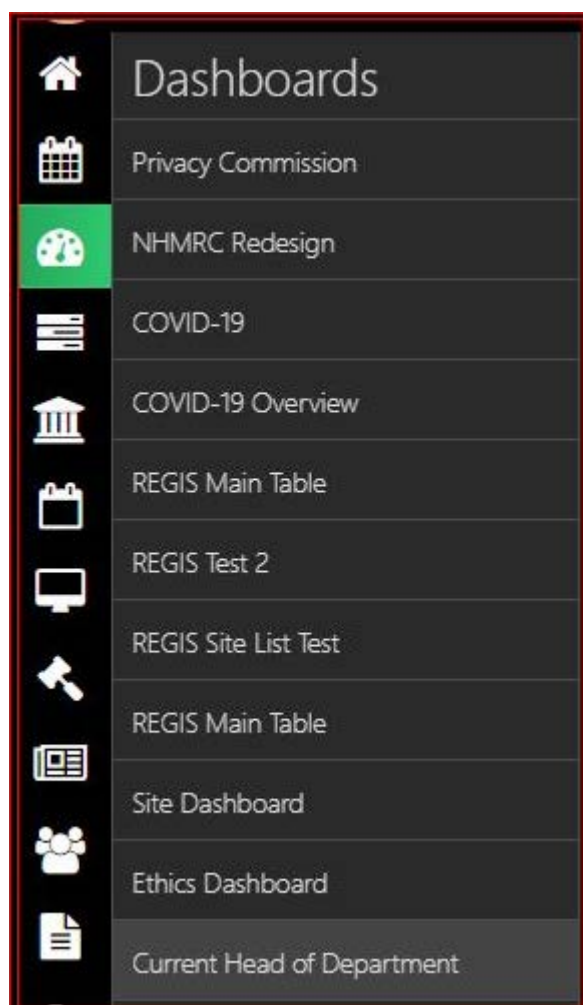 Dashboards
Privacy Commission
NHMRC Redesign
COVID-19
COVID-19 Overview
REGIS Main Table
REGIS Test 2
REGIS Site List Test
REGIS Main Table
Site Dashboard
Ethics Dashboard
Current Head of Department